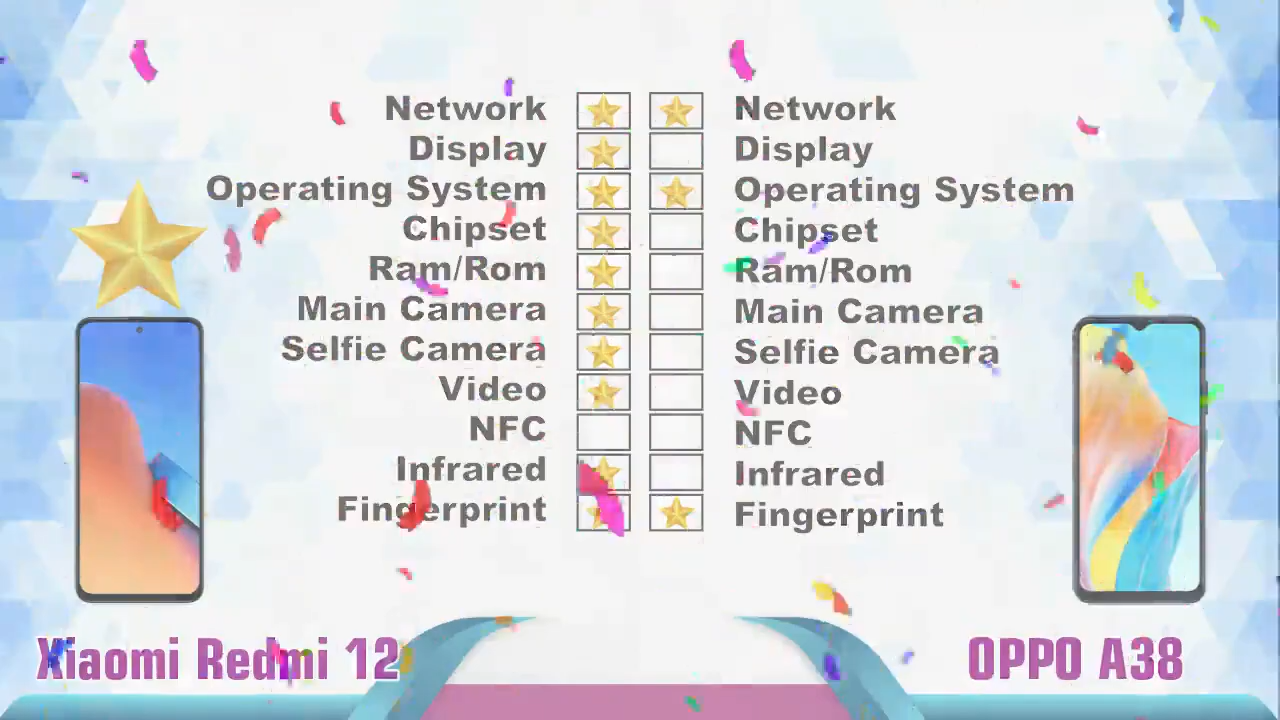 Network Network
Display Display
Operating System Operating System
Chipset Chipset
Ram/Rom Ram/Rom
Main Camera Main Camera
Selfie Camera Selfie Camera
Video Video
NFC NFC
Infrared Infrared
Fingerprint Fingerprint
Xiaomi Redmi 12 OPPO A38